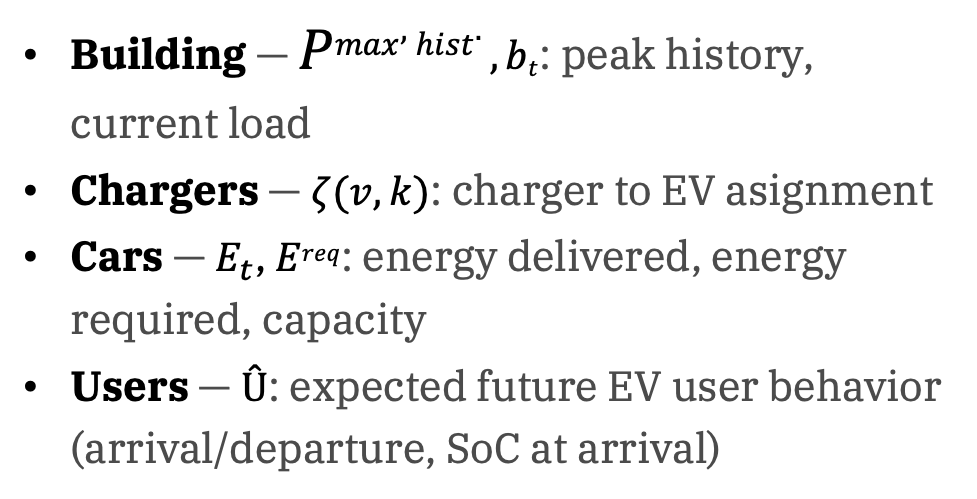 • Building — P^max, hist·, b_t: peak history,
current load
• Chargers — ζ(v, k): charger to EV asignment
• Cars — E_t, E^req: energy delivered, energy
required, capacity
• Users — Û: expected future EV user behavior
(arrival/departure, SoC at arrival)